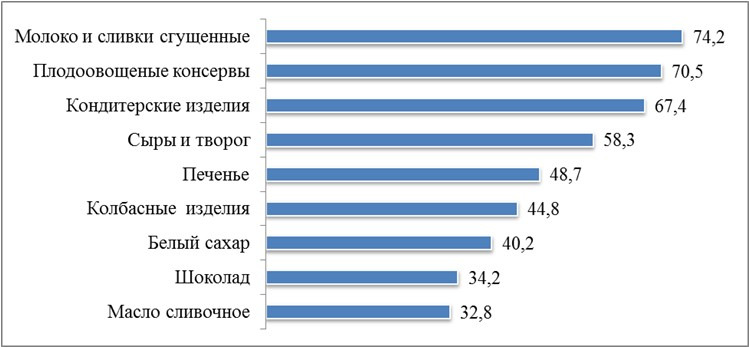 Молоко и сливки сгущенные 74,2
Плодоовощеные консервы 70,5
Кондитерские изделия 67,4
Сыры и творог 58,3
Печенье 48,7
Колбасные изделия 44,8
Белый сахар 40,2
Шоколад 34,2
Масло сливочное 32,8